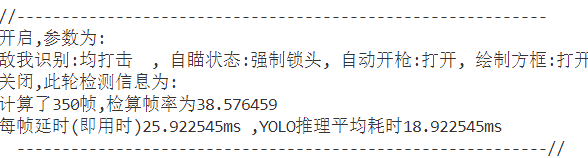 //---------------------------------------------------------
开启,参数为:
敌我识别:均打击  , 自瞄状态:强制锁头, 自动开枪:打开, 绘制方框:打开
关闭,此轮检测信息为:
计算了350帧,检算帧率为38.576459
每帧延时(即用时)25.922545ms ,YOLO推理平均耗时18.922545ms
---------------------------------------------------------//